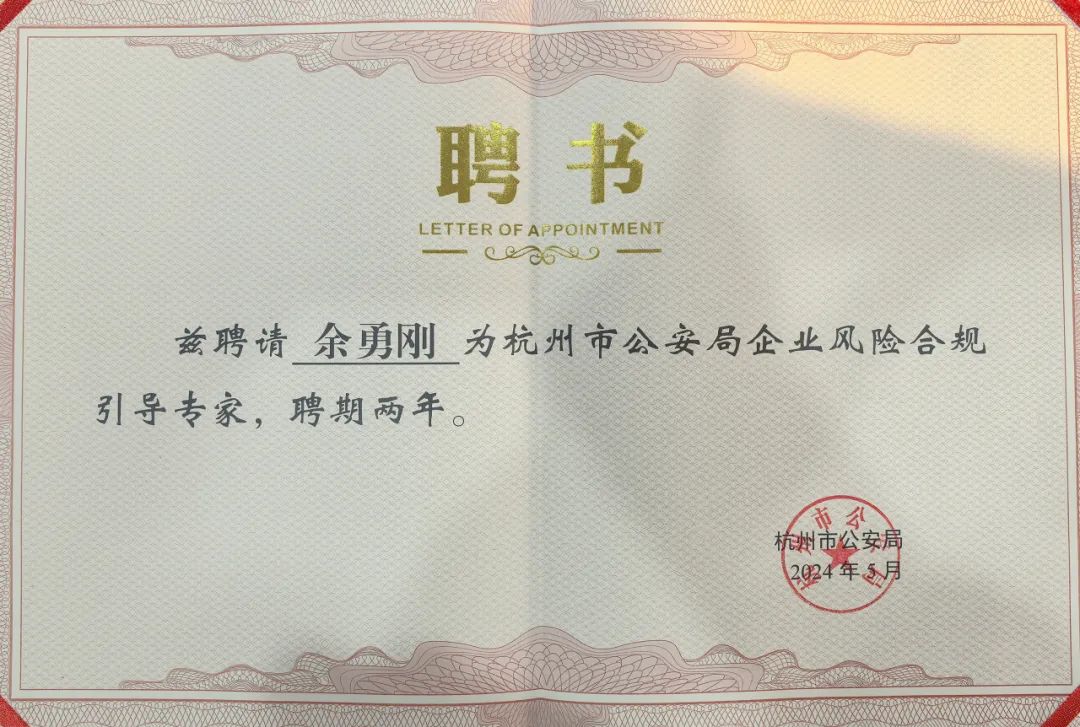 聘书
LETTER OF APPOINTMENT
兹聘请 余勇刚 为杭州市公安局企业风险合规
引导专家，聘期两年。
杭州市公安局
2024年5月